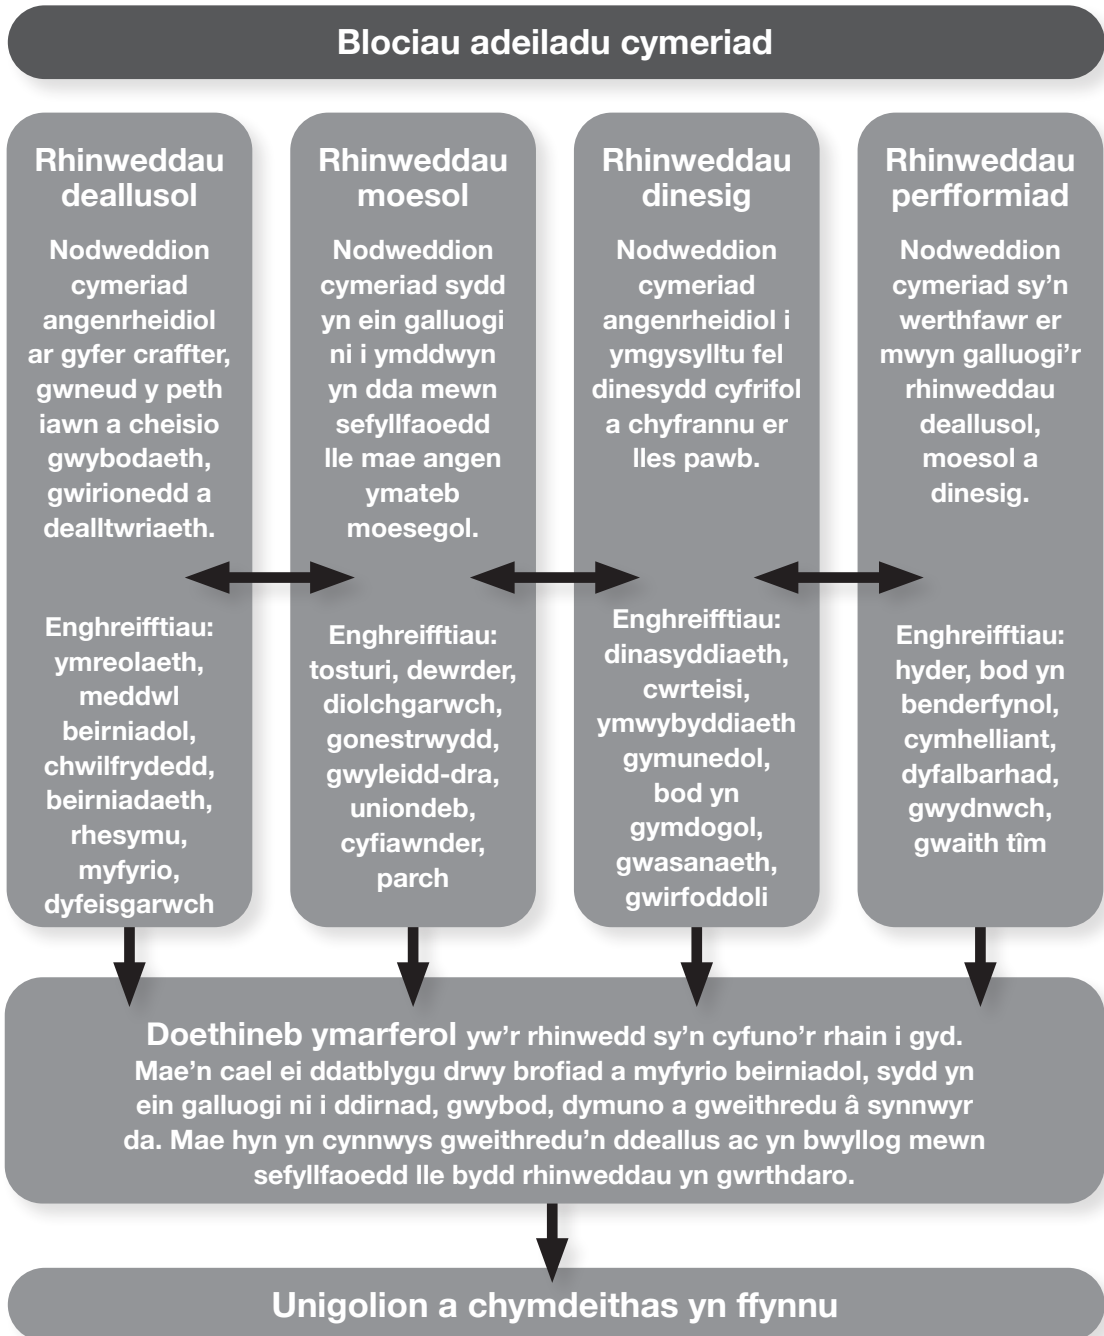 Blociau adeiladu cymeriad
Rhinweddau
deallusol
Nodweddion
cymeriad
angenrheidiol
ar gyfer craffter,
gwneud y peth
iawn a cheisio
gwybodaeth,
gwirionedd a
dealltwriaeth.
Enghreifftiau:
ymreolaeth,
meddwl
beirniadol,
chwilfrydedd,
beirniadaeth,
rhesymu,
myfyrio,
dyfeisgarwch
Rhinweddau
moesol
Nodweddion
cymeriad sydd
yn ein galluogi
ni i ymddwyn
yn dda mewn
sefyllfaoedd
lle mae angen
ymateb
moesegol.
Enghreifftiau:
tosturi, dewrder,
diolchgarwch,
gonestrwydd,
gwyleidd-dra,
uniondeb,
cyfiawnder,
parch
Rhinweddau
dinesig
Nodweddion
cymeriad
angenrheidiol i
ymgysylltu fel
dinesydd cyfrifol
a chyfrannu er
lles pawb.
Enghreifftiau:
dinasyddiaeth,
cwrteisi,
ymwybyddiaeth
gymunedol,
bod yn
gymdogol,
gwasanaeth,
gwirfoddoli
Rhinweddau
perfformiad
Nodweddion
cymeriad sy'n
werthfawr er
mwyn galluogi'r
rhinweddau
deallusol,
moesol a
dinesig.
Enghreifftiau:
hyder, bod yn
benderfynol,
cymhelliant,
dyfalbarhad,
gwydnwch,
gwaith tîm
Doethineb ymarferol yw'r rhinwedd sy'n cyfuno'r rhain i gyd.
Mae'n cael ei ddatblygu drwy brofiad a myfyrio beirniadol, sydd yn
ein galluogi ni i ddirnad, gwybod, dymuno a gweithredu â synnwyr
da. Mae hyn yn cynnwys gweithredu'n ddeallus ac yn bwyllog mewn
sefyllfaoedd lle bydd rhinweddau yn gwrthdaro.
Unigolion a chymdeithas yn ffynnu